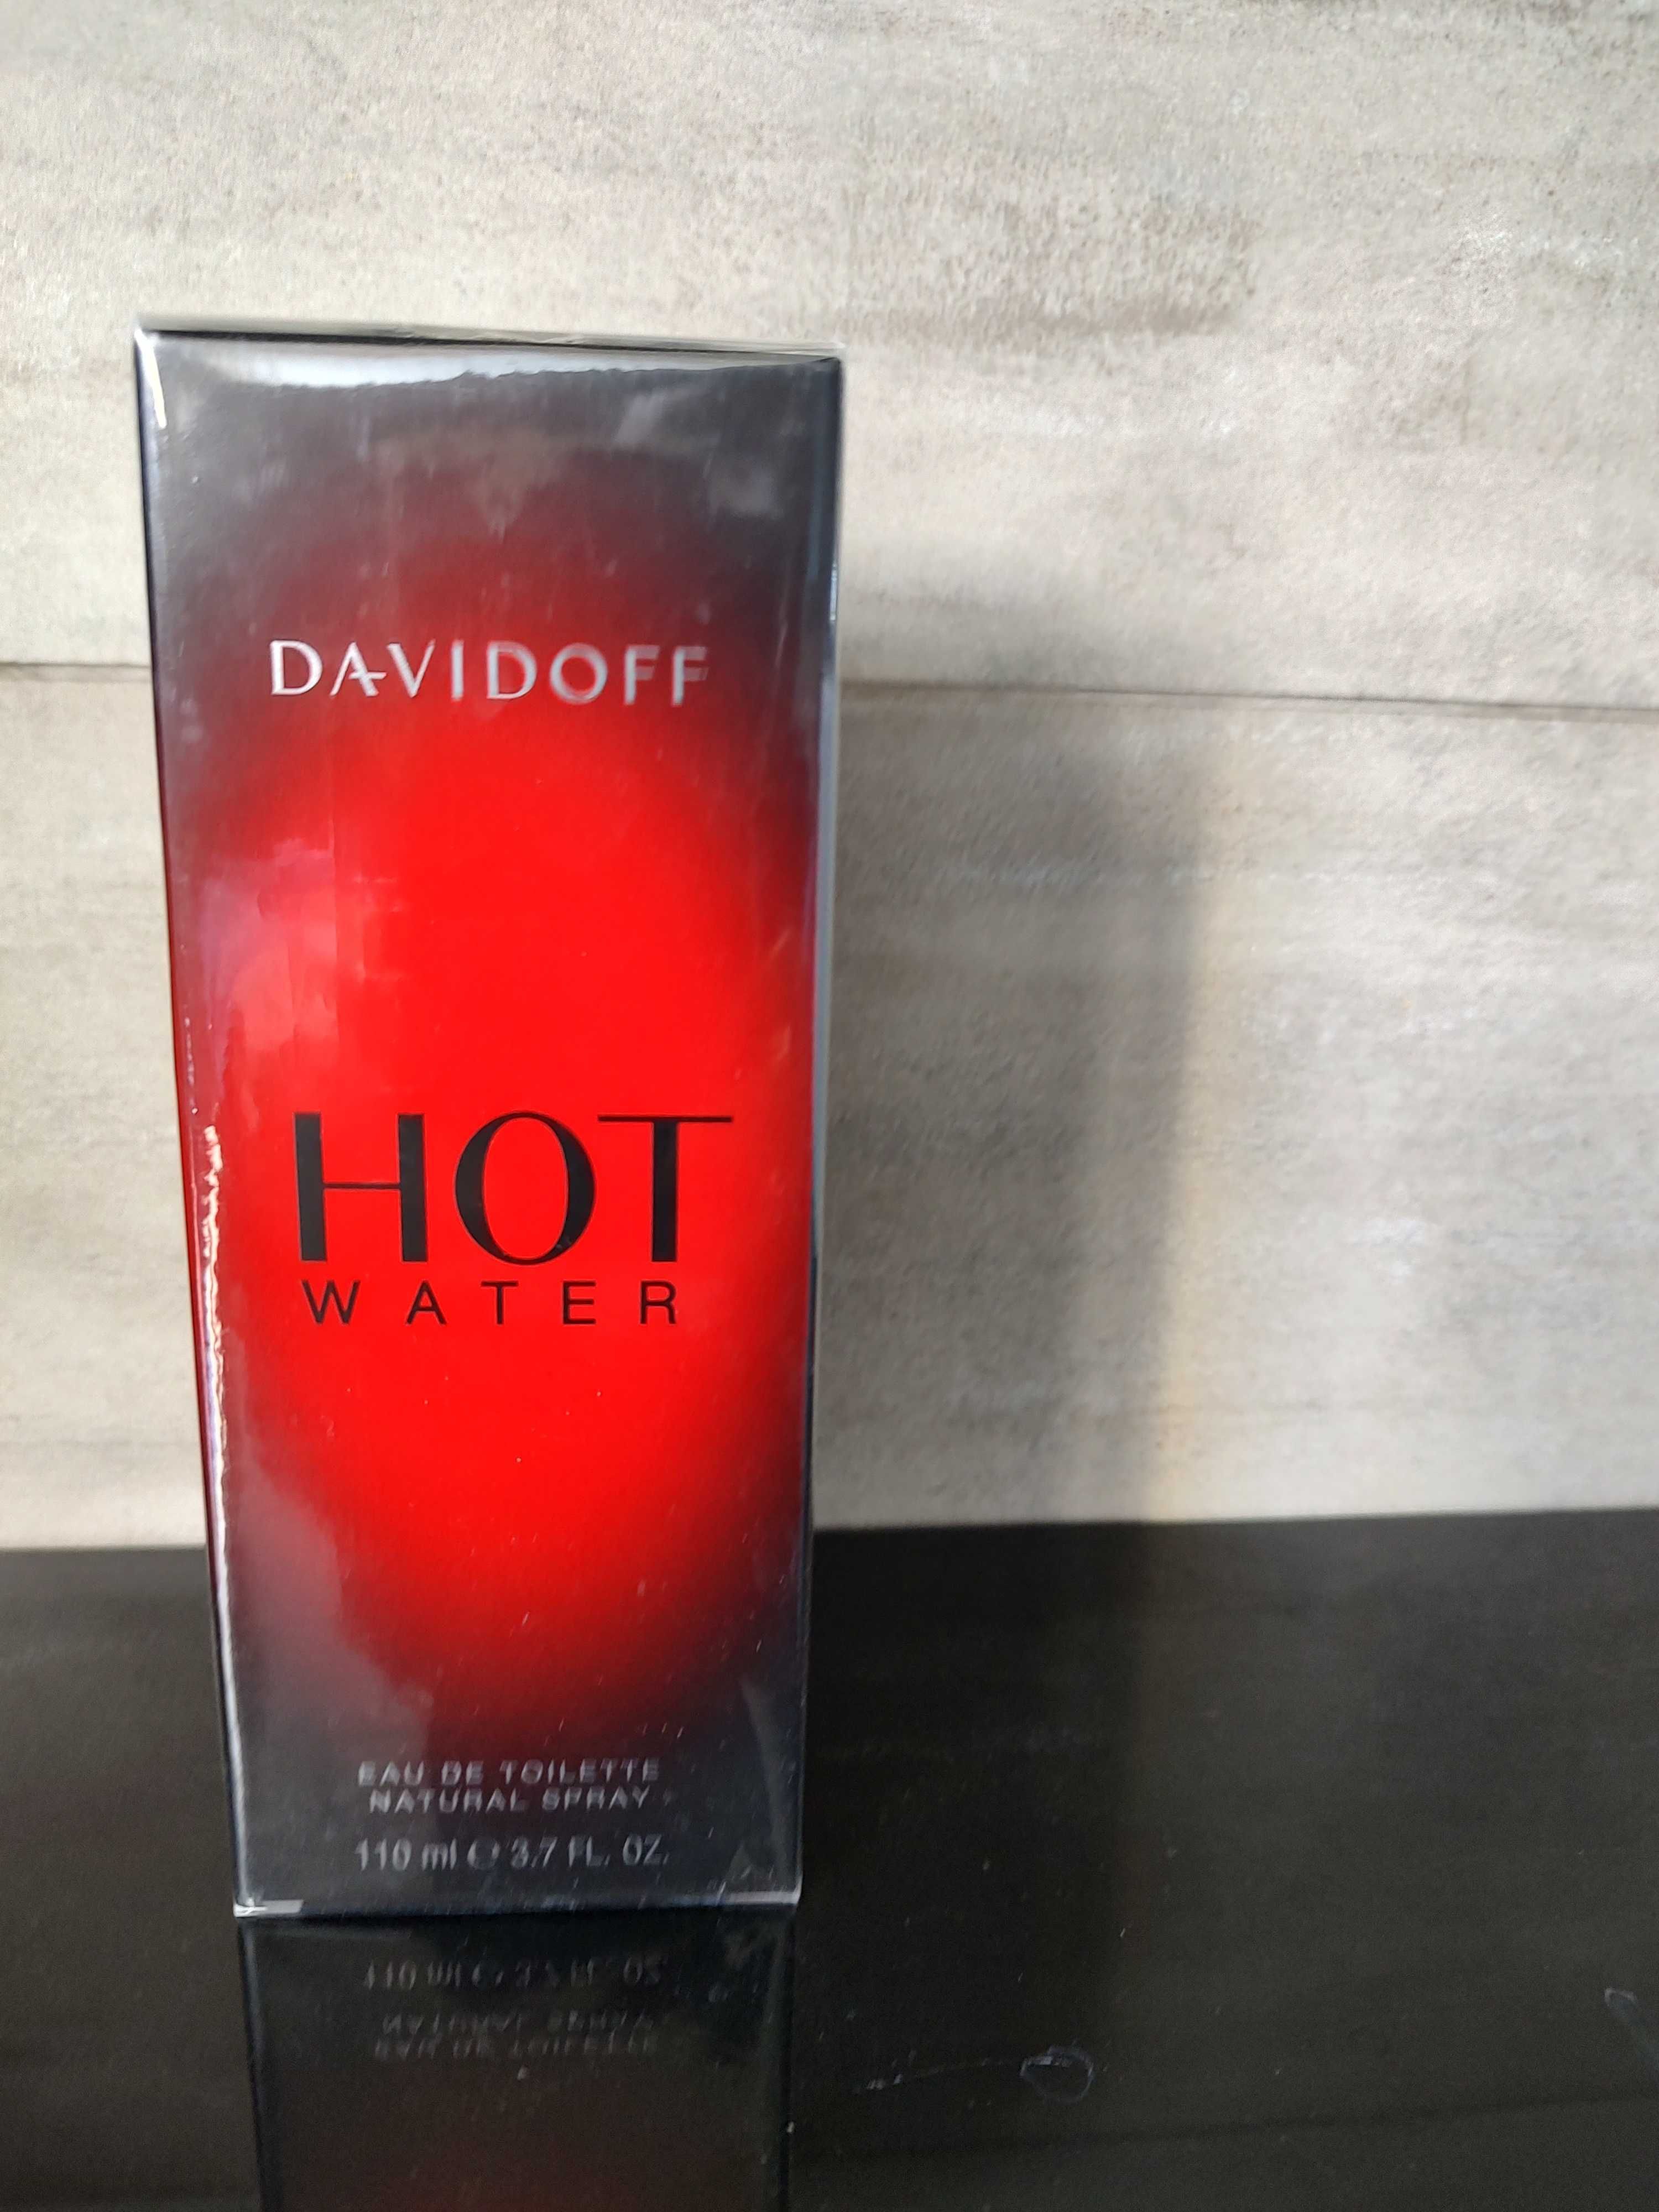 DAVIDOFF
HOT
WATER
EAU DE TOILETTE
NATURAL SPRAY
110 ml ℮ 3.7 FL. OZ.